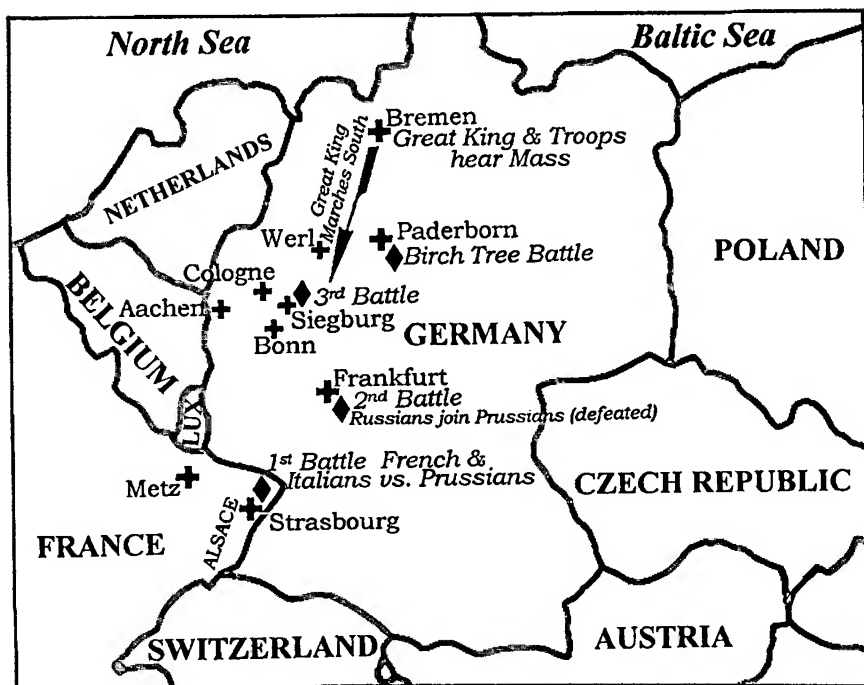 North Sea
Baltic Sea
Bremen
Great King & Troops
hear Mass
Great King
Marches South
NETHERLANDS
Werl
Paderborn
Birch Tree Battle
POLAND
Cologne
3rd Battle
Aachen
Siegburg
BELGIUM
Bonn
GERMANY
Frankfurt
2nd Battle
Russians join Prussians (defeated)
LUX
1st Battle French &
Italians vs. Prussians
Metz
CZECH REPUBLIC
Strasbourg
ALSACE
FRANCE
SWITZERLAND
AUSTRIA